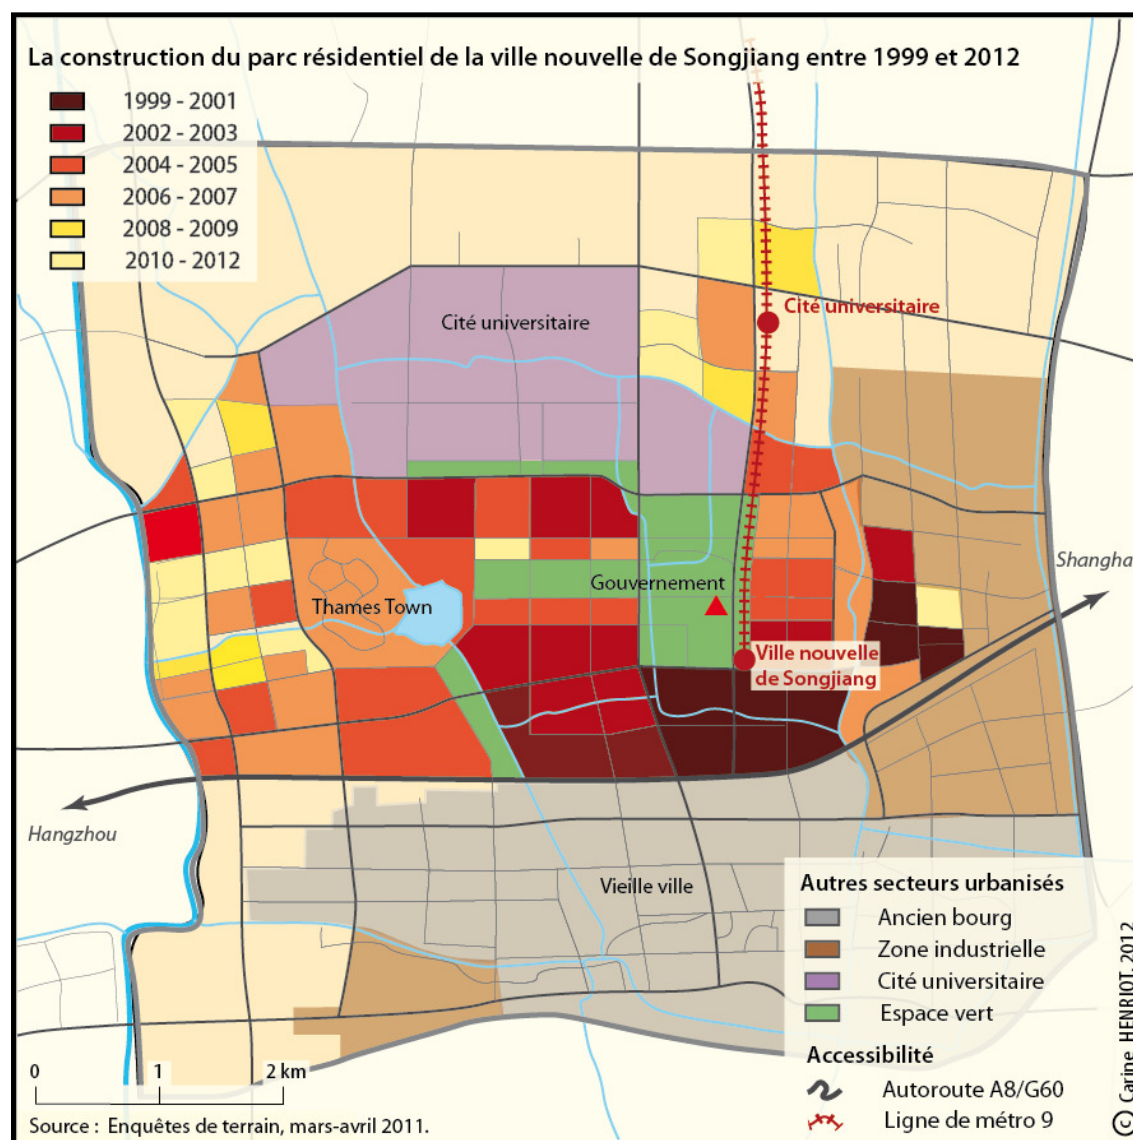 La construction du parc résidentiel de la ville nouvelle de Songjiang entre 1999 et 2012
1999 - 2001
2002 - 2003
2004 - 2005
2006 - 2007
2008 - 2009
2010 - 2012
Cité universitaire
Cité universitaire
Shangha
Gouvernement
Thames Town
Ville nouvelle
de Songjiang
Hangzhou
Vieille ville
Autres secteurs urbanisés
Ancien bourg
Zone industrielle
Cité universitaire
Espace vert
Accessibilité
Autoroute A8/G60
Ligne de métro 9
0 1 2 km
Source : Enquêtes de terrain, mars-avril 2011.
© Carine HENRIOT, 2012